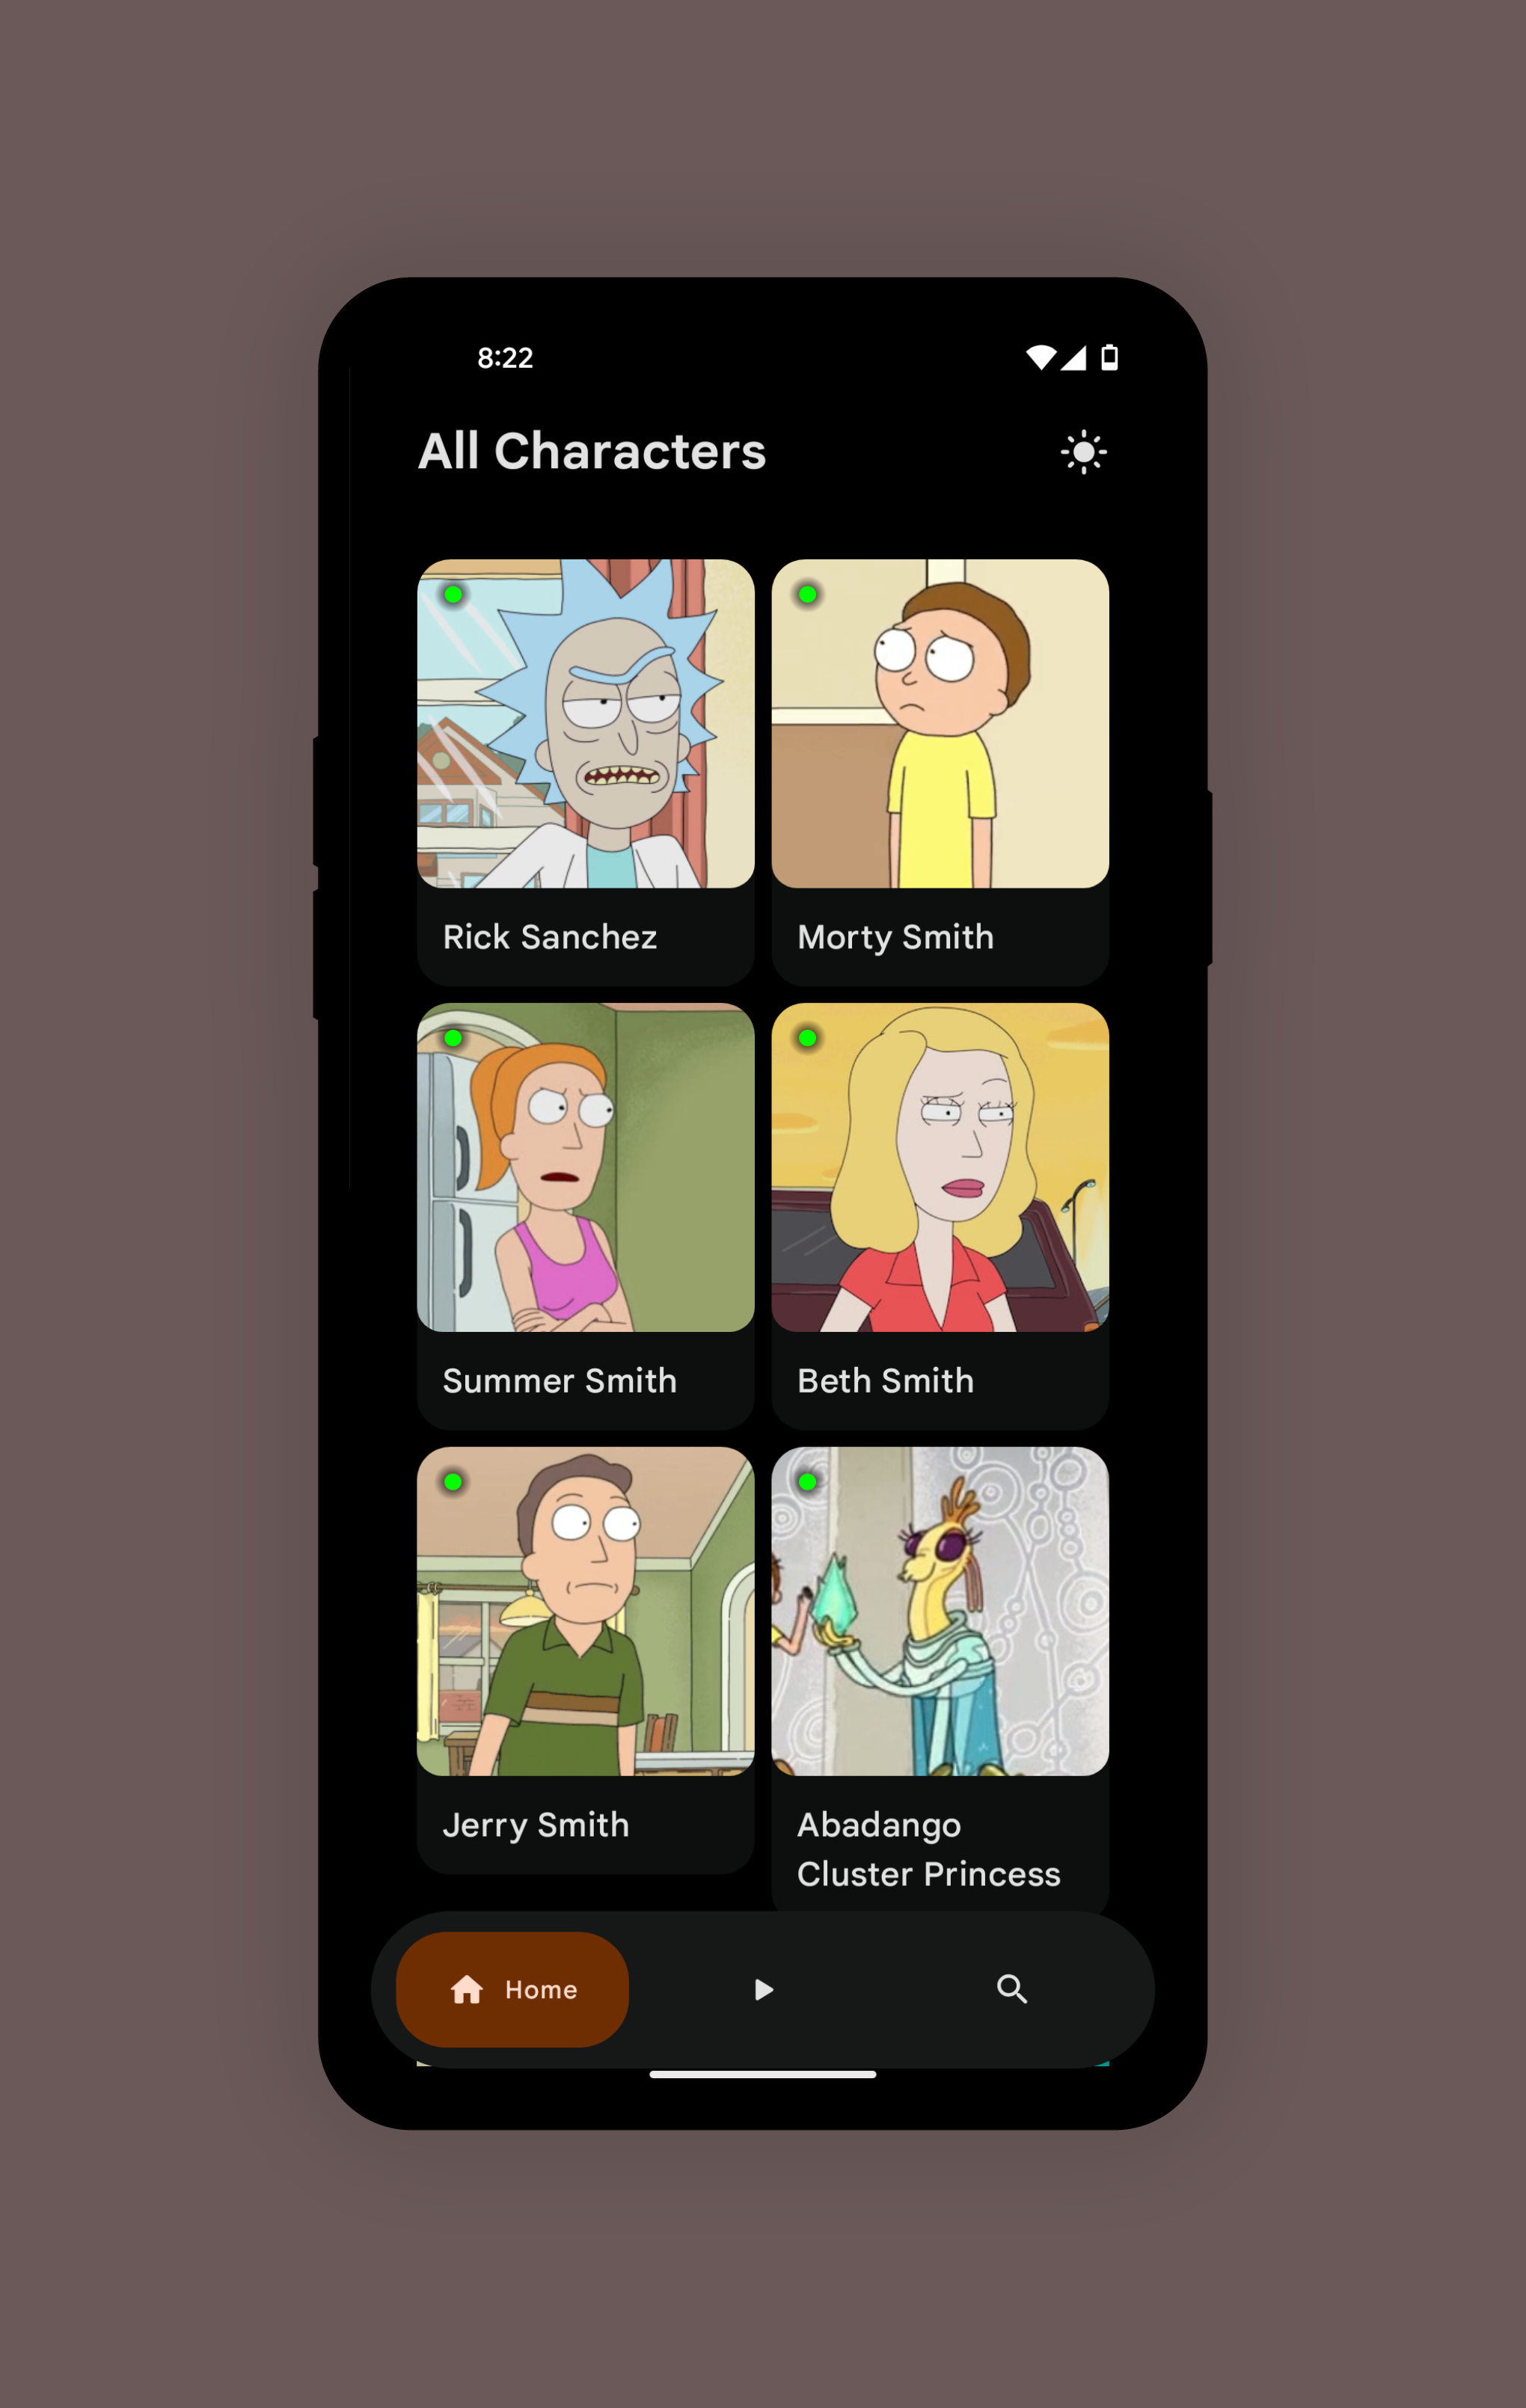 8:22
All Characters
Rick Sanchez
Morty Smith
Summer Smith
Beth Smith
Jerry Smith
Abadango
Cluster Princess
Home